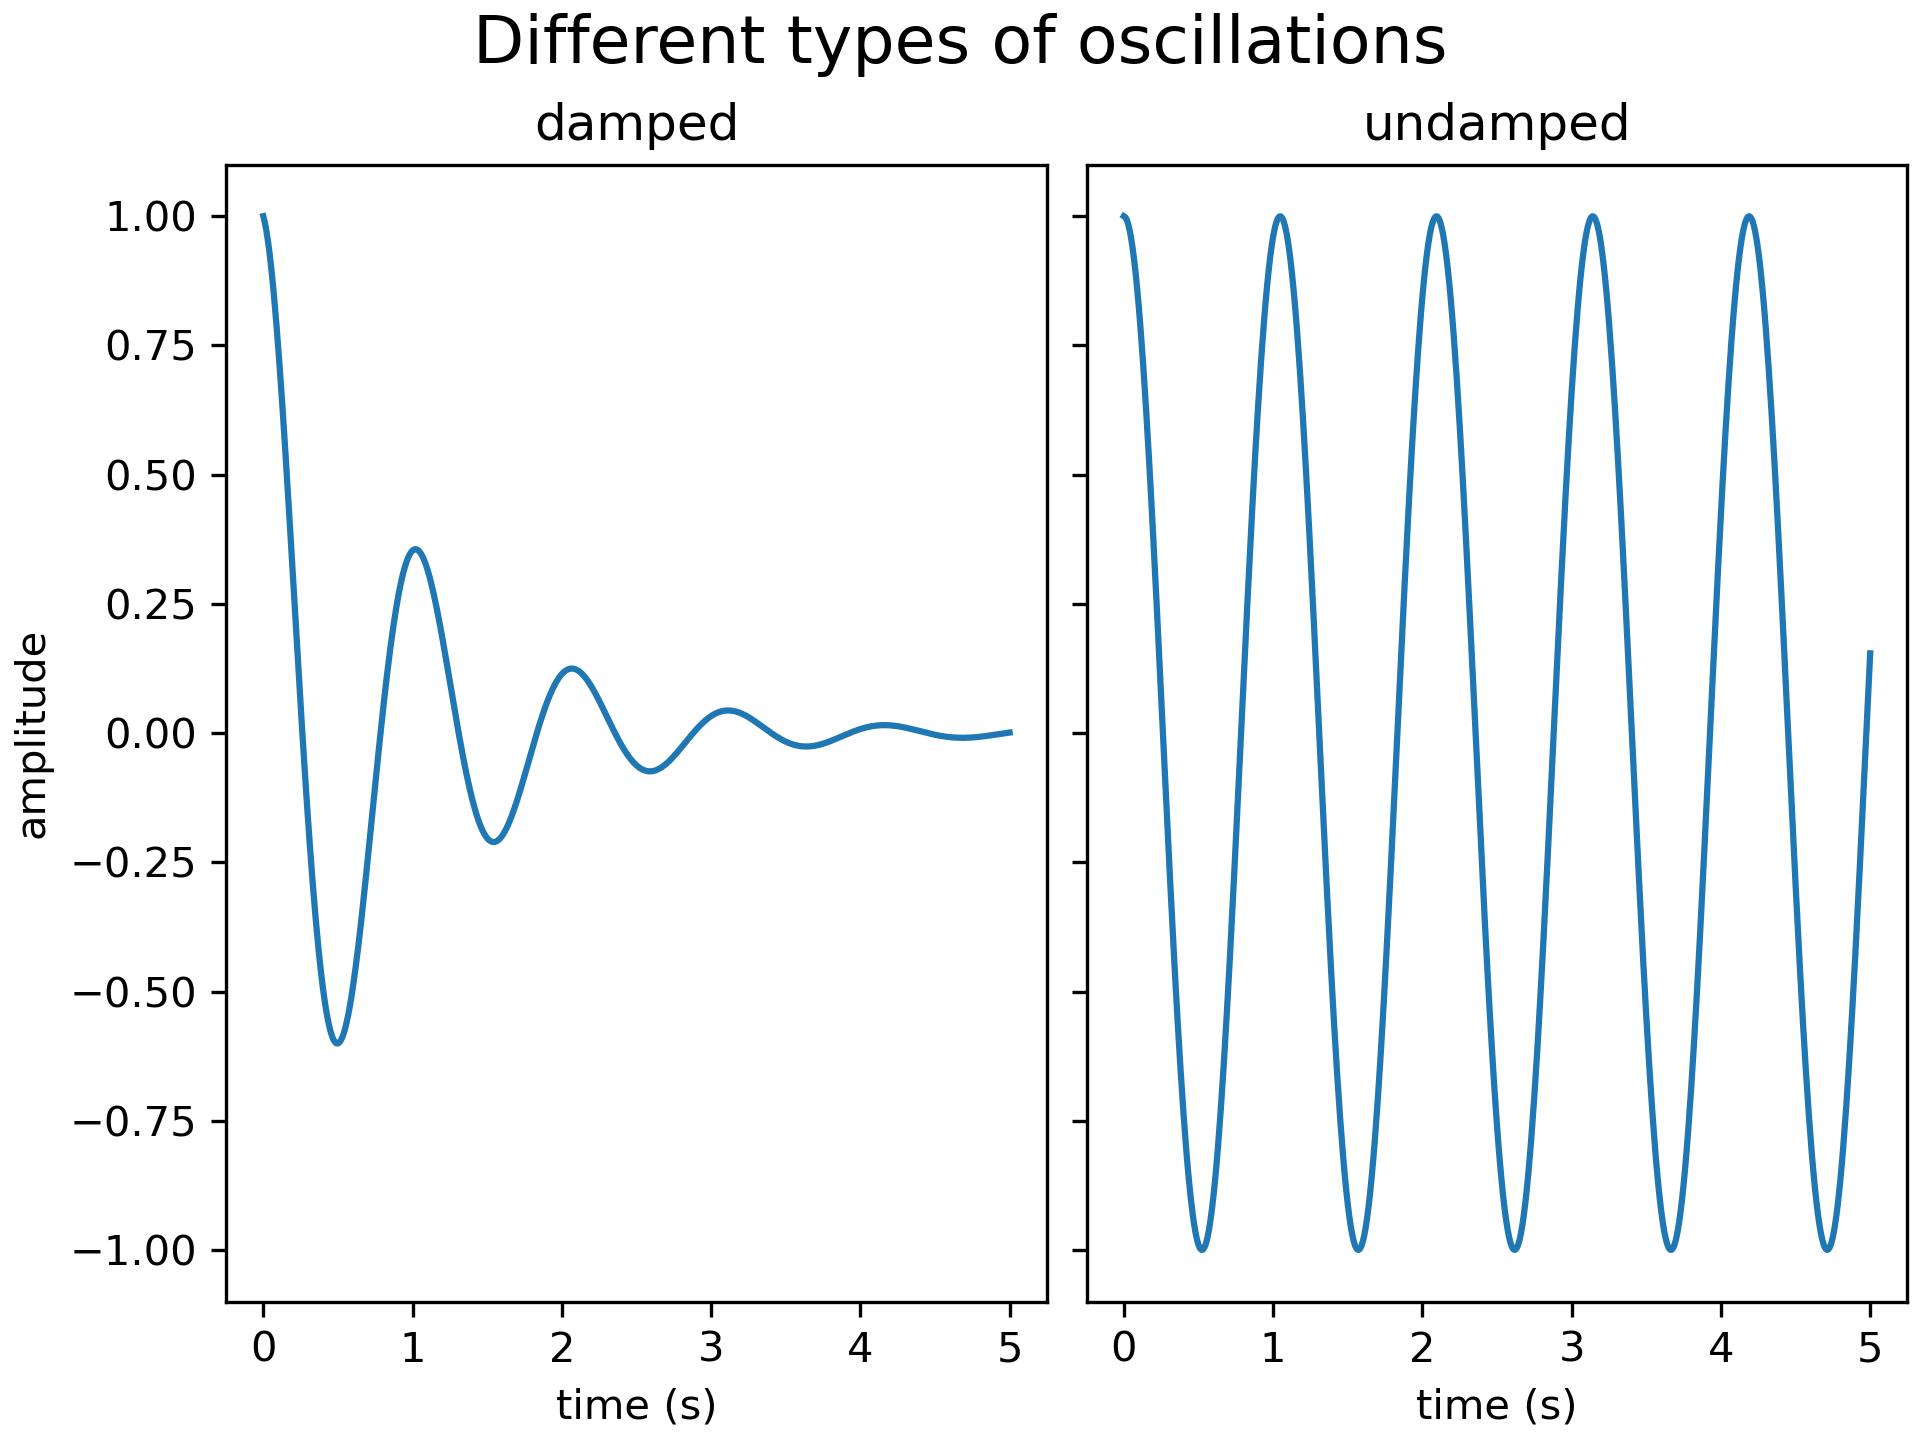 Different types of oscillations
damped
undamped
1.00
0.75
0.50
0.25
0.00
−0.25
−0.50
−0.75
−1.00
amplitude
0 1 2 3 4 5
0 1 2 3 4 5
time (s)
time (s)